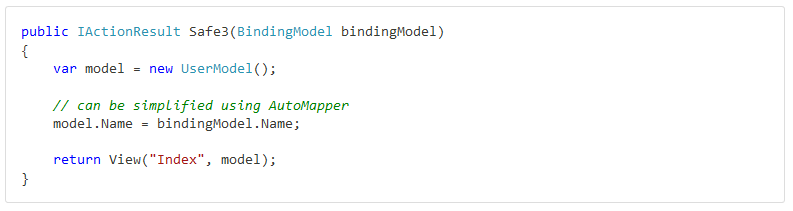 public IActionResult Safe3(BindingModel bindingModel)
{
    var model = new UserModel();

    // can be simplified using AutoMapper
    model.Name = bindingModel.Name;

    return View("Index", model);
}